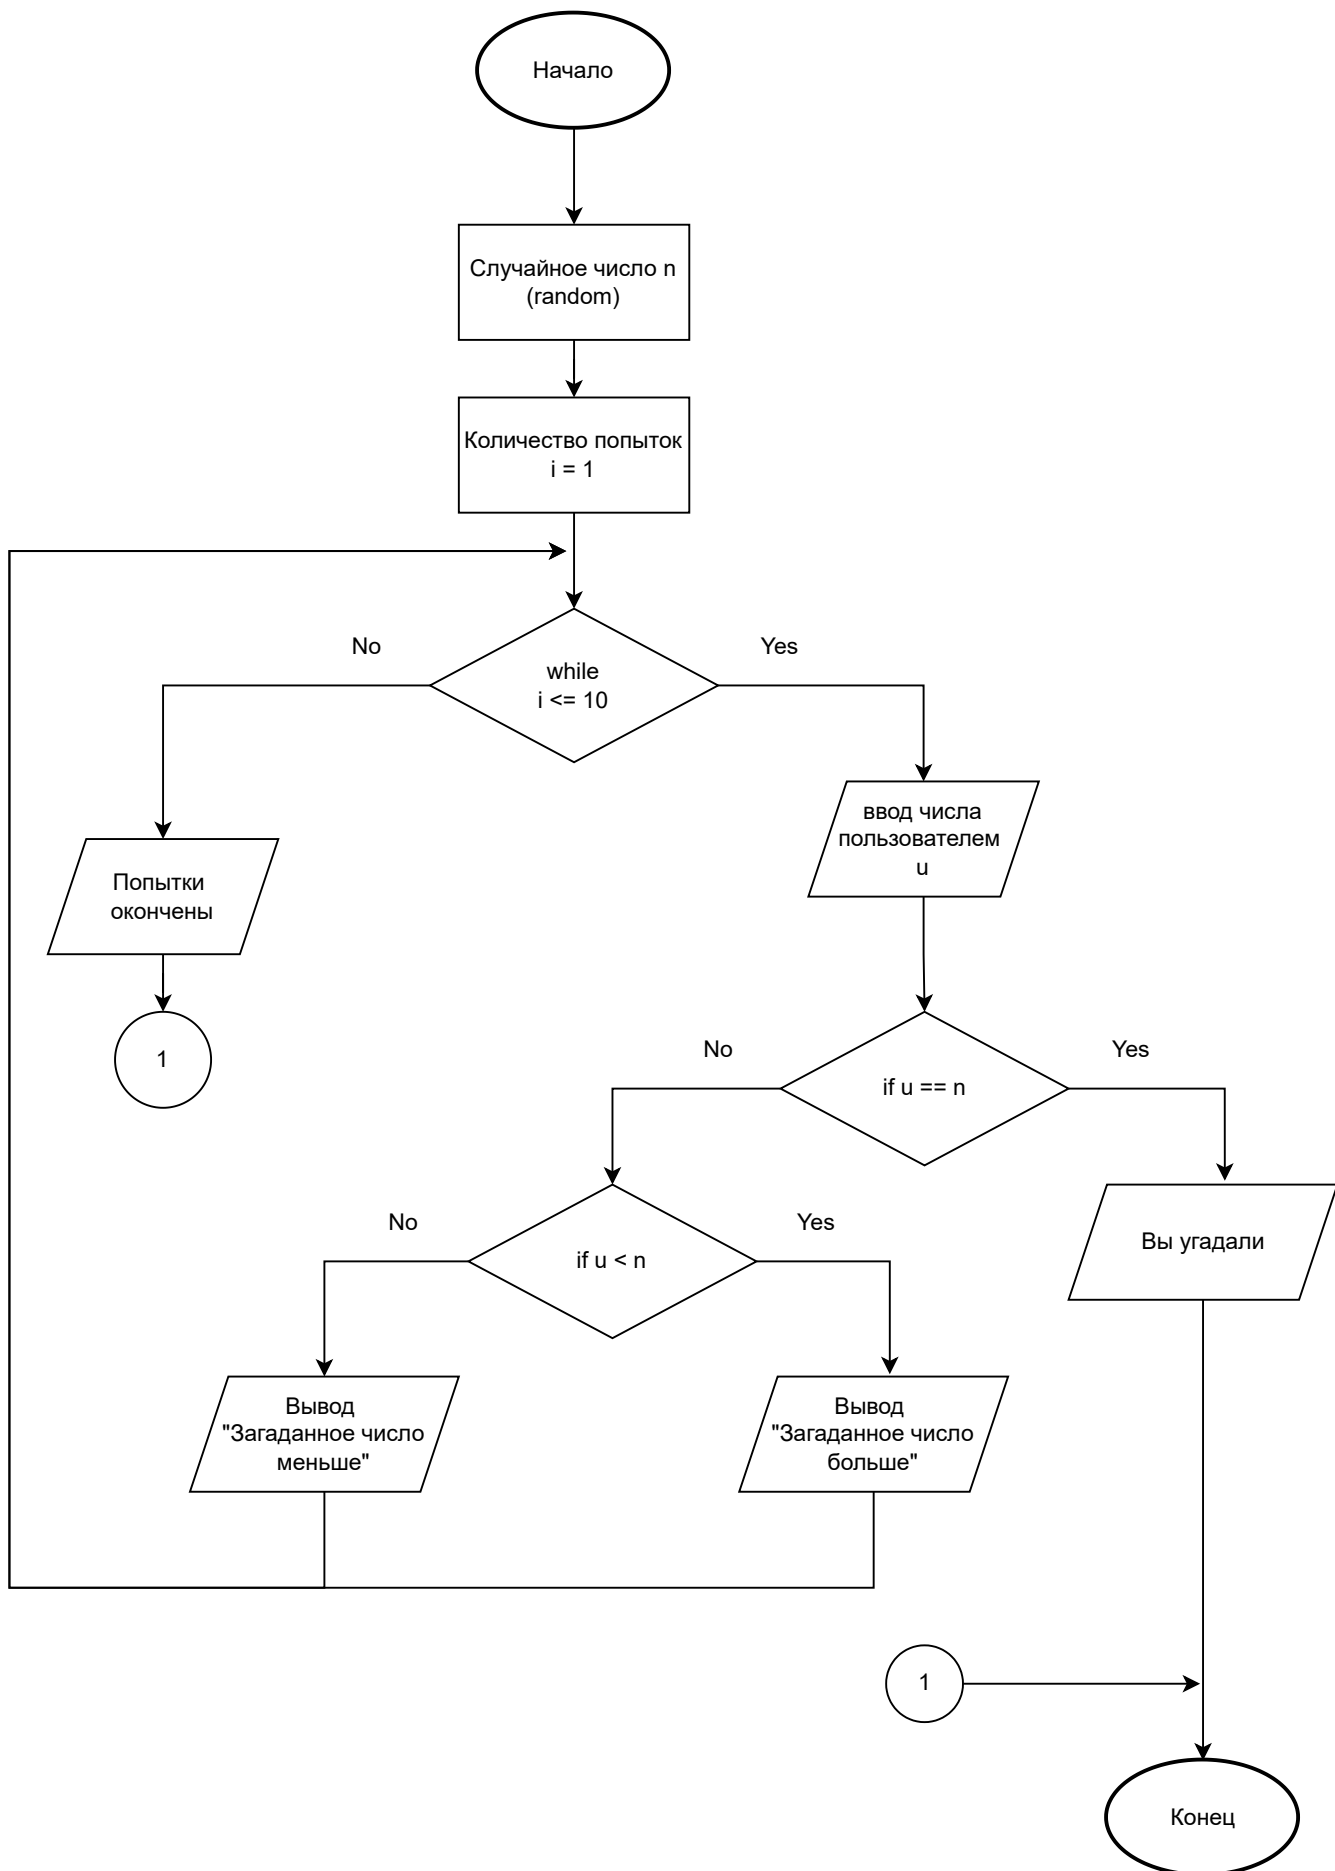 Начало
Случайное число n
(random)
Количество попыток
i = 1
No
Yes
while
i <= 10
ввод числа
пользователем
u
Попытки
окончены
1
No
Yes
if u == n
No
Yes
if u < n
Вы угадали
Вывод
"Загаданное число
меньше"
Вывод
"Загаданное число
больше"
1
Конец